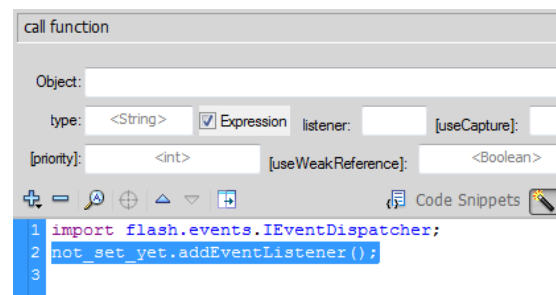 call function
Object:
type: <String> Expression listener: [useCapture]:
[priority]: <int> [useWeakReference]: <Boolean>
Code Snippets
1 import flash.events.IEventDispatcher;
2 not_set_yet.addEventListener();
3